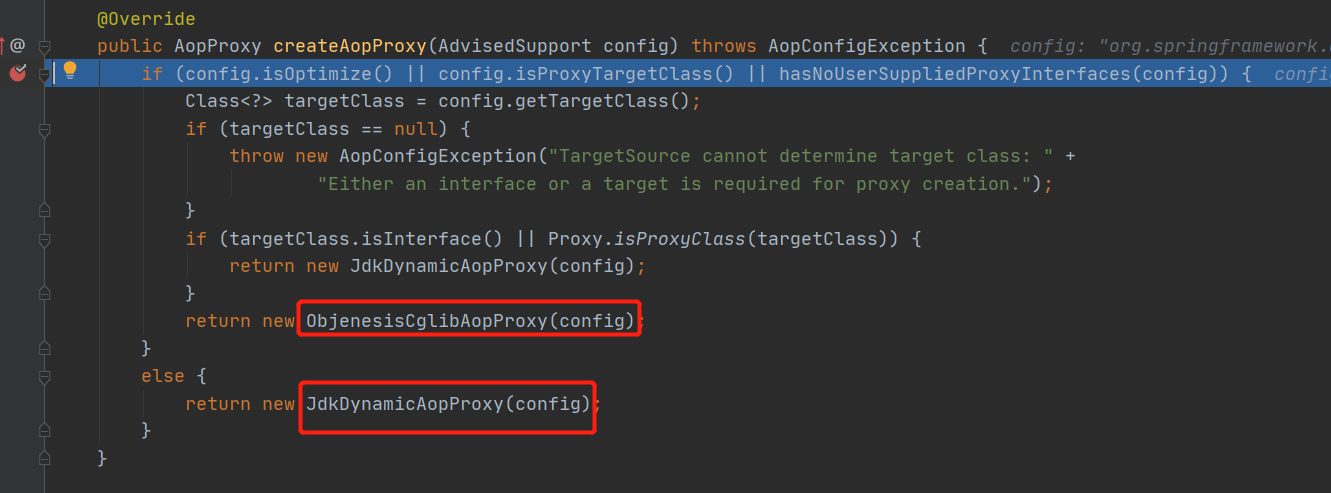 @Override
public AopProxy createAopProxy(AdvisedSupport config) throws AopConfigException {  config: "org.springframework.
if (config.isOptimize() || config.isProxyTargetClass() || hasNoUserSuppliedProxyInterfaces(config)) {  confi
Class<?> targetClass = config.getTargetClass();
if (targetClass == null) {
throw new AopConfigException("TargetSource cannot determine target class: " +
"Either an interface or a target is required for proxy creation.");
}
if (targetClass.isInterface() || Proxy.isProxyClass(targetClass)) {
return new JdkDynamicAopProxy(config);
}
return new ObjenesisCglibAopProxy(config);
}
else {
return new JdkDynamicAopProxy(config);
}
}